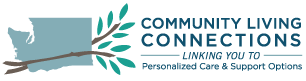 COMMUNITY LIVING
CONNECTIONS
LINKING YOU TO
Personalized Care & Support Options